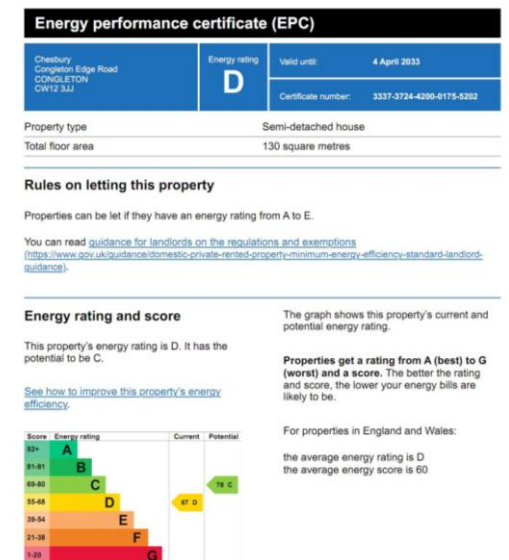 Energy performance certificate (EPC)
Chesbury
Congleton Edge Road
CONGLETON
CW12 3JJ
Energy rating
D
Valid until:
4 April 2033
Certificate number:
3337-3724-4200-0175-5202
Property type
Semi-detached house
Total floor area
130 square metres
Rules on letting this property
Properties can be let if they have an energy rating from A to E.
You can read guidance for landlords on the regulations and exemptions
(https://www.gov.uk/guidance/domestic-private-rented-property-minimum-energy-efficiency-standard-landlord-
guidance).
Energy rating and score
This property's energy rating is D. It has the
potential to be C.
See how to improve this property's energy
efficiency.
Score Energy rating Current Potential
92+ A
81-91 B
69-80 C 78 C
55-68 D 67 D
39-54 E
21-38 F
1-20 G
The graph shows this property's current and
potential energy rating.
Properties get a rating from A (best) to G
(worst) and a score. The better the rating
and score, the lower your energy bills are
likely to be.
For properties in England and Wales:
the average energy rating is D
the average energy score is 60